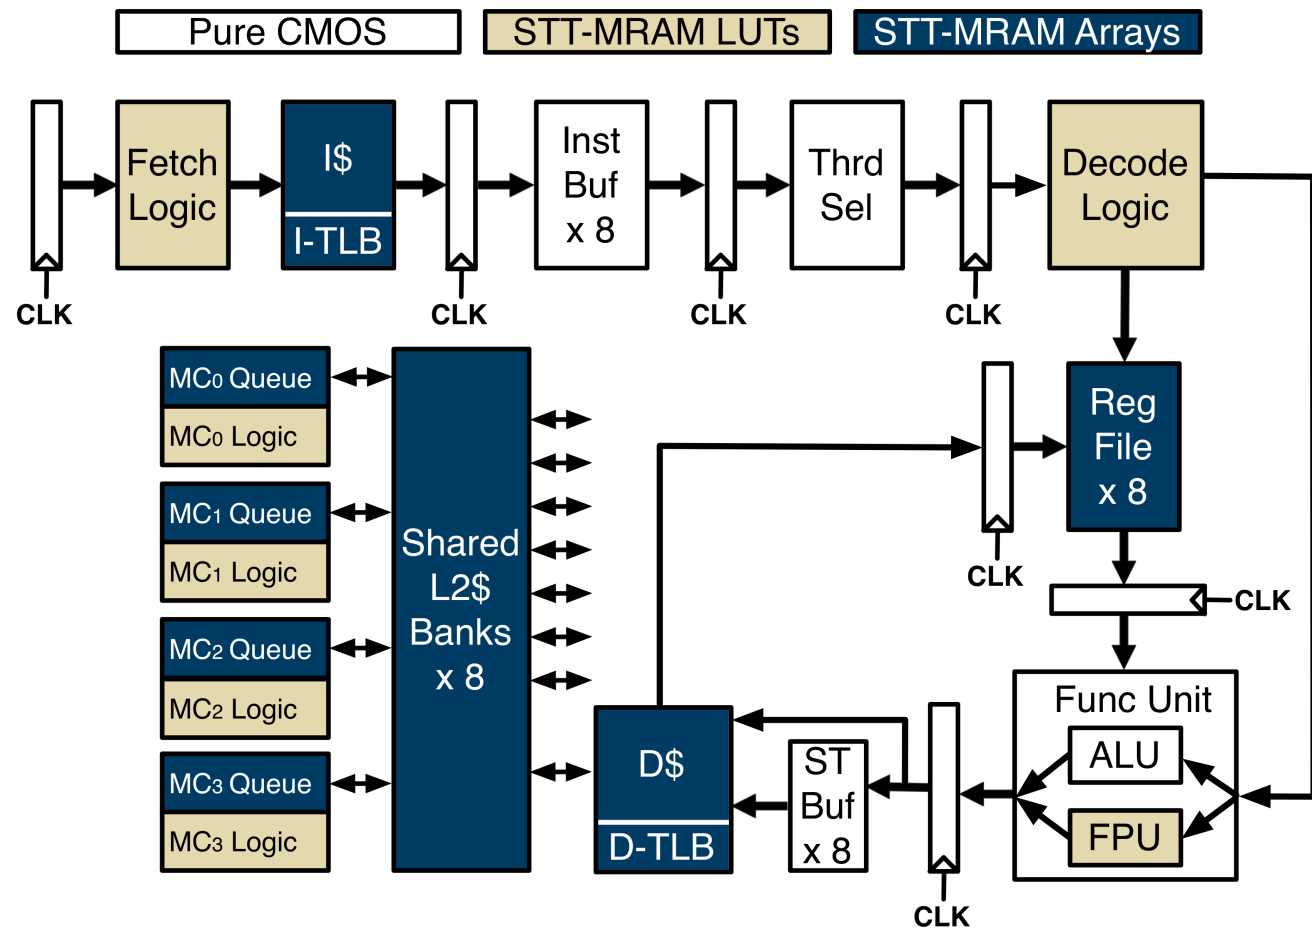 Pure CMOS
STT-MRAM LUTs
STT-MRAM Arrays
Fetch
Logic
I$
I-TLB
Inst
Buf
x 8
Thrd
Sel
Decode
Logic
CLK
CLK
CLK
CLK
MC0 Queue
MC0 Logic
MC1 Queue
MC1 Logic
MC2 Queue
MC2 Logic
MC3 Queue
MC3 Logic
Shared
L2$
Banks
x 8
Reg
File
x 8
CLK
CLK
Func Unit
ALU
FPU
D$
D-TLB
ST
Buf
x 8
CLK